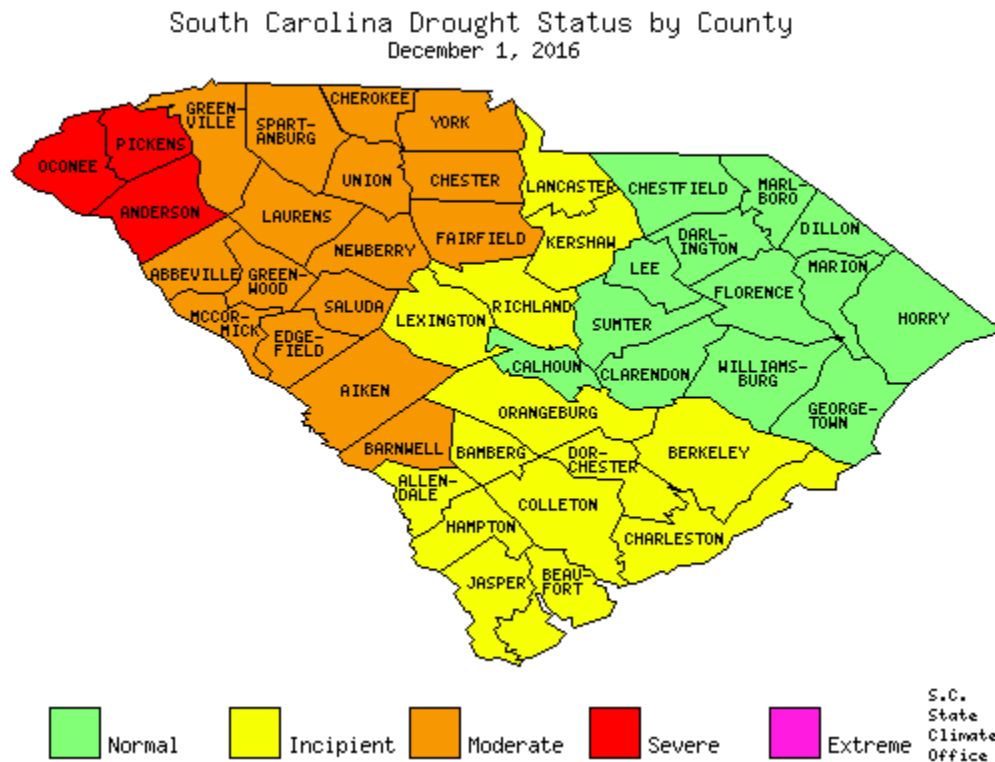 South Carolina Drought Status by County
December 1, 2016
CHEROKEE
GREEN-
VILLE
SPART-
ANBURG
YORK
PICKENS
OCONEE
UNION
CHESTER
LANCASTER
CHESTFIELD
MARL-
BORO
ANDERSON
LAURENS
DILLON
NEWBERRY
FAIRFIELD
KERSHAW
DARL-
INGTON
ABBEVILLE
GREEN-
WOOD
LEE
MARION
SALUDA
RICHLAND
FLORENCE
MCCOR-
MICK
LEXINGTON
SUMTER
HORRY
EDGE-
FIELD
CALHOUN
CLARENDON
WILLIAMS-
BURG
AIKEN
ORANGEBURG
GEORGE-
TOWN
BARNWELL
BAMBERG
DOR-
CHESTER
BERKELEY
ALLEN-
DALE
COLLETON
HAMPTON
CHARLESTON
JASPER
BEAU-
FORT
Normal
Incipient
Moderate
Severe
Extreme
S.C.
State
Climate
Office